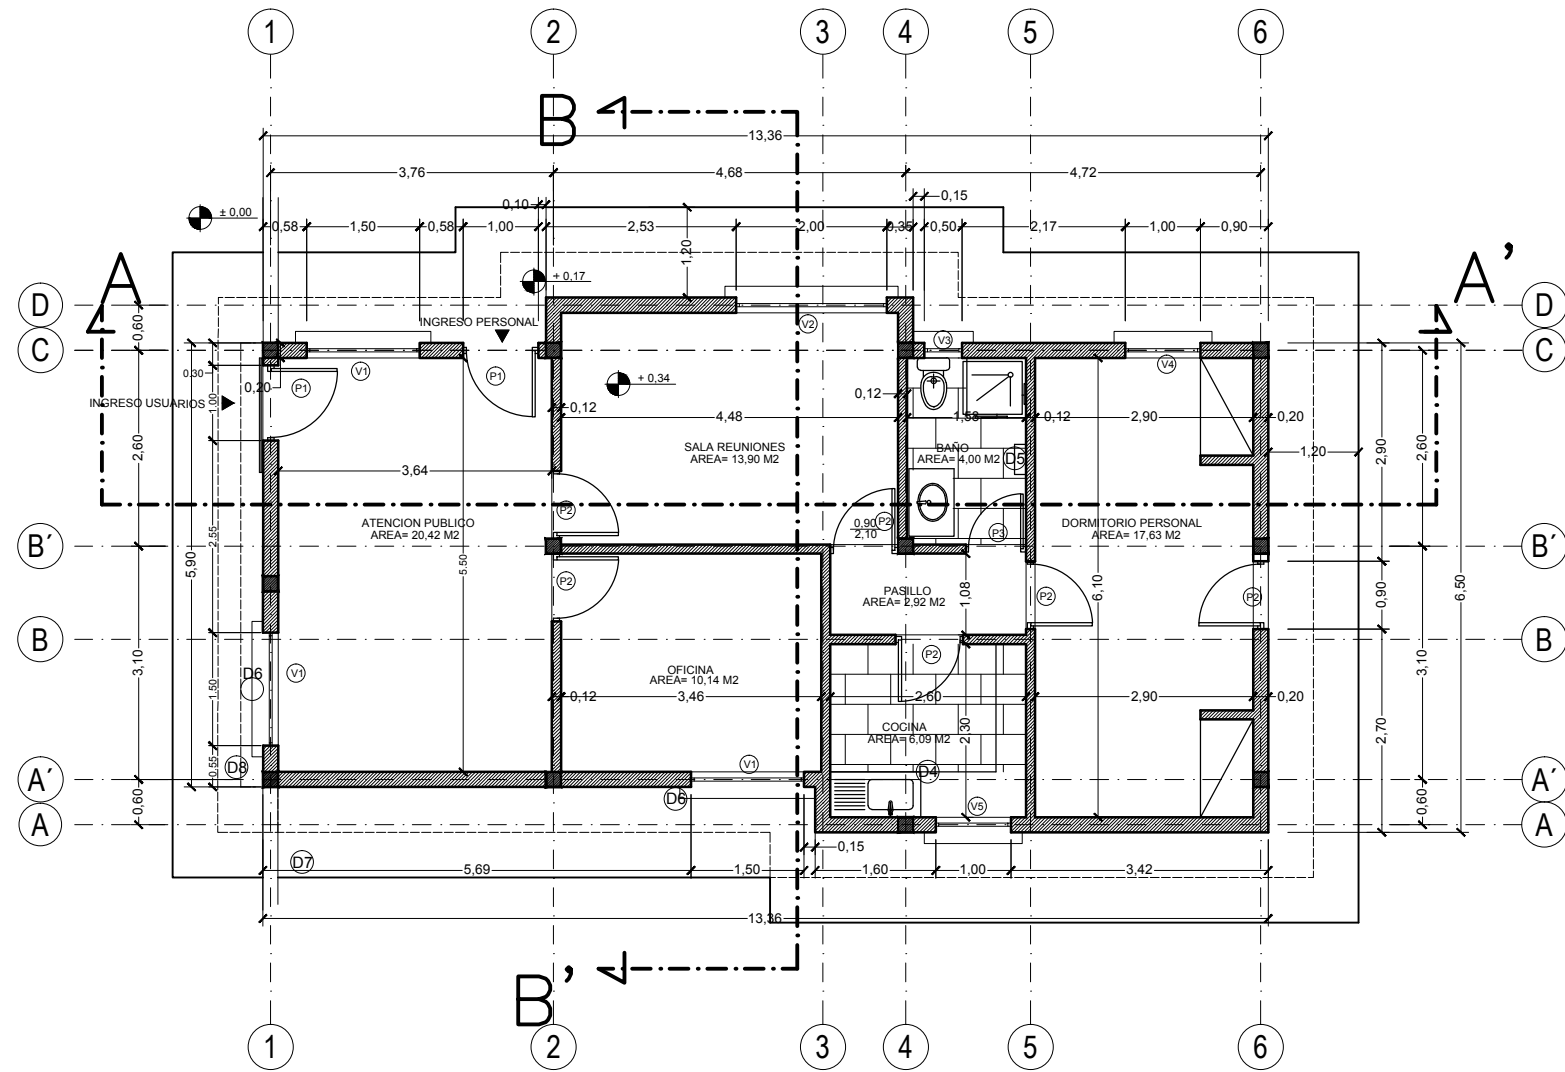 1 2 3 4 5 6
B
13,36
3,76 4,68 4,72
0,10 0,15
± 0,00
0,58 1,50 0,58 1,00 2,53 2,00 0,35 0,50 2,17 1,00 0,90
1,20
A A’
+ 0,17
D D
0,60
INGRESO PERSONAL
V2
V3
C C
V1 P1 V4
0.30
0,20 P1
+ 0,34
INGRESO USUARIOS
1.00
0,12 0,12 0,12 0,20
4,48 1,58 2,90
2,60 2,90 2,60
SALA REUNIONES
AREA= 13,90 M2
BAÑO
AREA= 4,00 M2
D5
1,20
3,64
P2
0,90
2,10
P2
P3
ATENCION PUBLICO
AREA= 20,42 M2
DORMITORIO PERSONAL
AREA= 17,63 M2
2,55
B´ B´
5,90
5.50
P2
PASILLO
AREA= 2,92 M2
1,08
P2
6,10
P2
0,90
6,50
B B
P2
D6
V1
OFICINA
AREA= 10,14 M2
3,10 3,10
1,50
0,12 3,46 2,60 2,90 0,20
COCINA
AREA= 6,09 M2
2,30
2,70
D8
V1
D4
A´ A´
0.55
D6
V5
0,60 0,60
A A
D7
0,15
5,69 1,50 1,60 1,00 3,42
13,36
B’
1 2 3 4 5 6